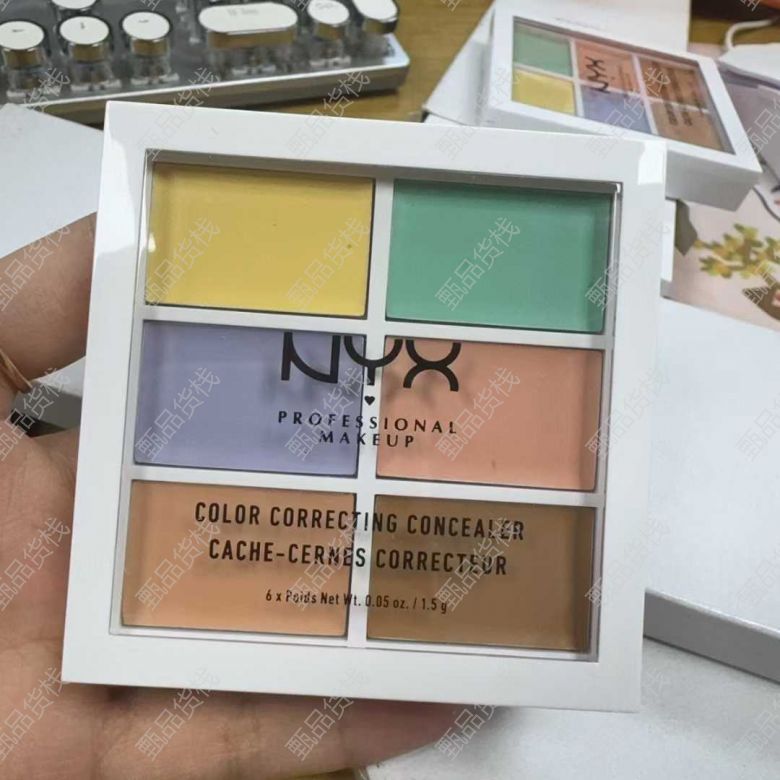 NYX
PROFESSIONAL
MAKEUP
COLOR CORRECTING CONCEALER
CACHE-CERNES CORRECTEUR
6 x Poids Net Wt. 0.05 oz. / 1.5 g
NYX
甄品货栈